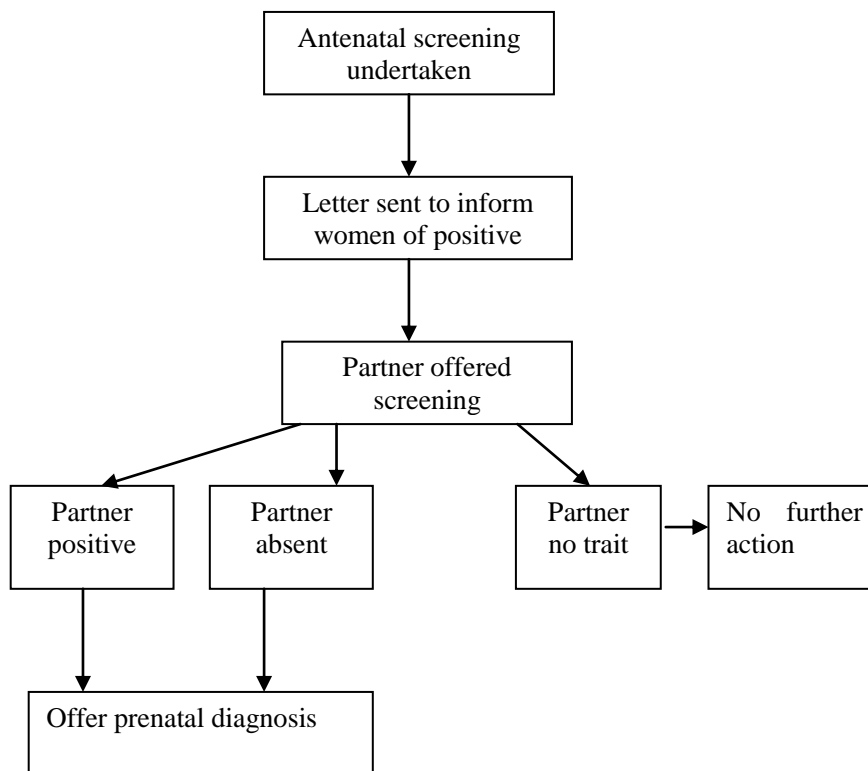 Antenatal screening
undertaken
Letter sent to inform
women of positive
Partner offered
screening
Partner
positive
Partner
absent
Partner
no trait
No further
action
Offer prenatal diagnosis